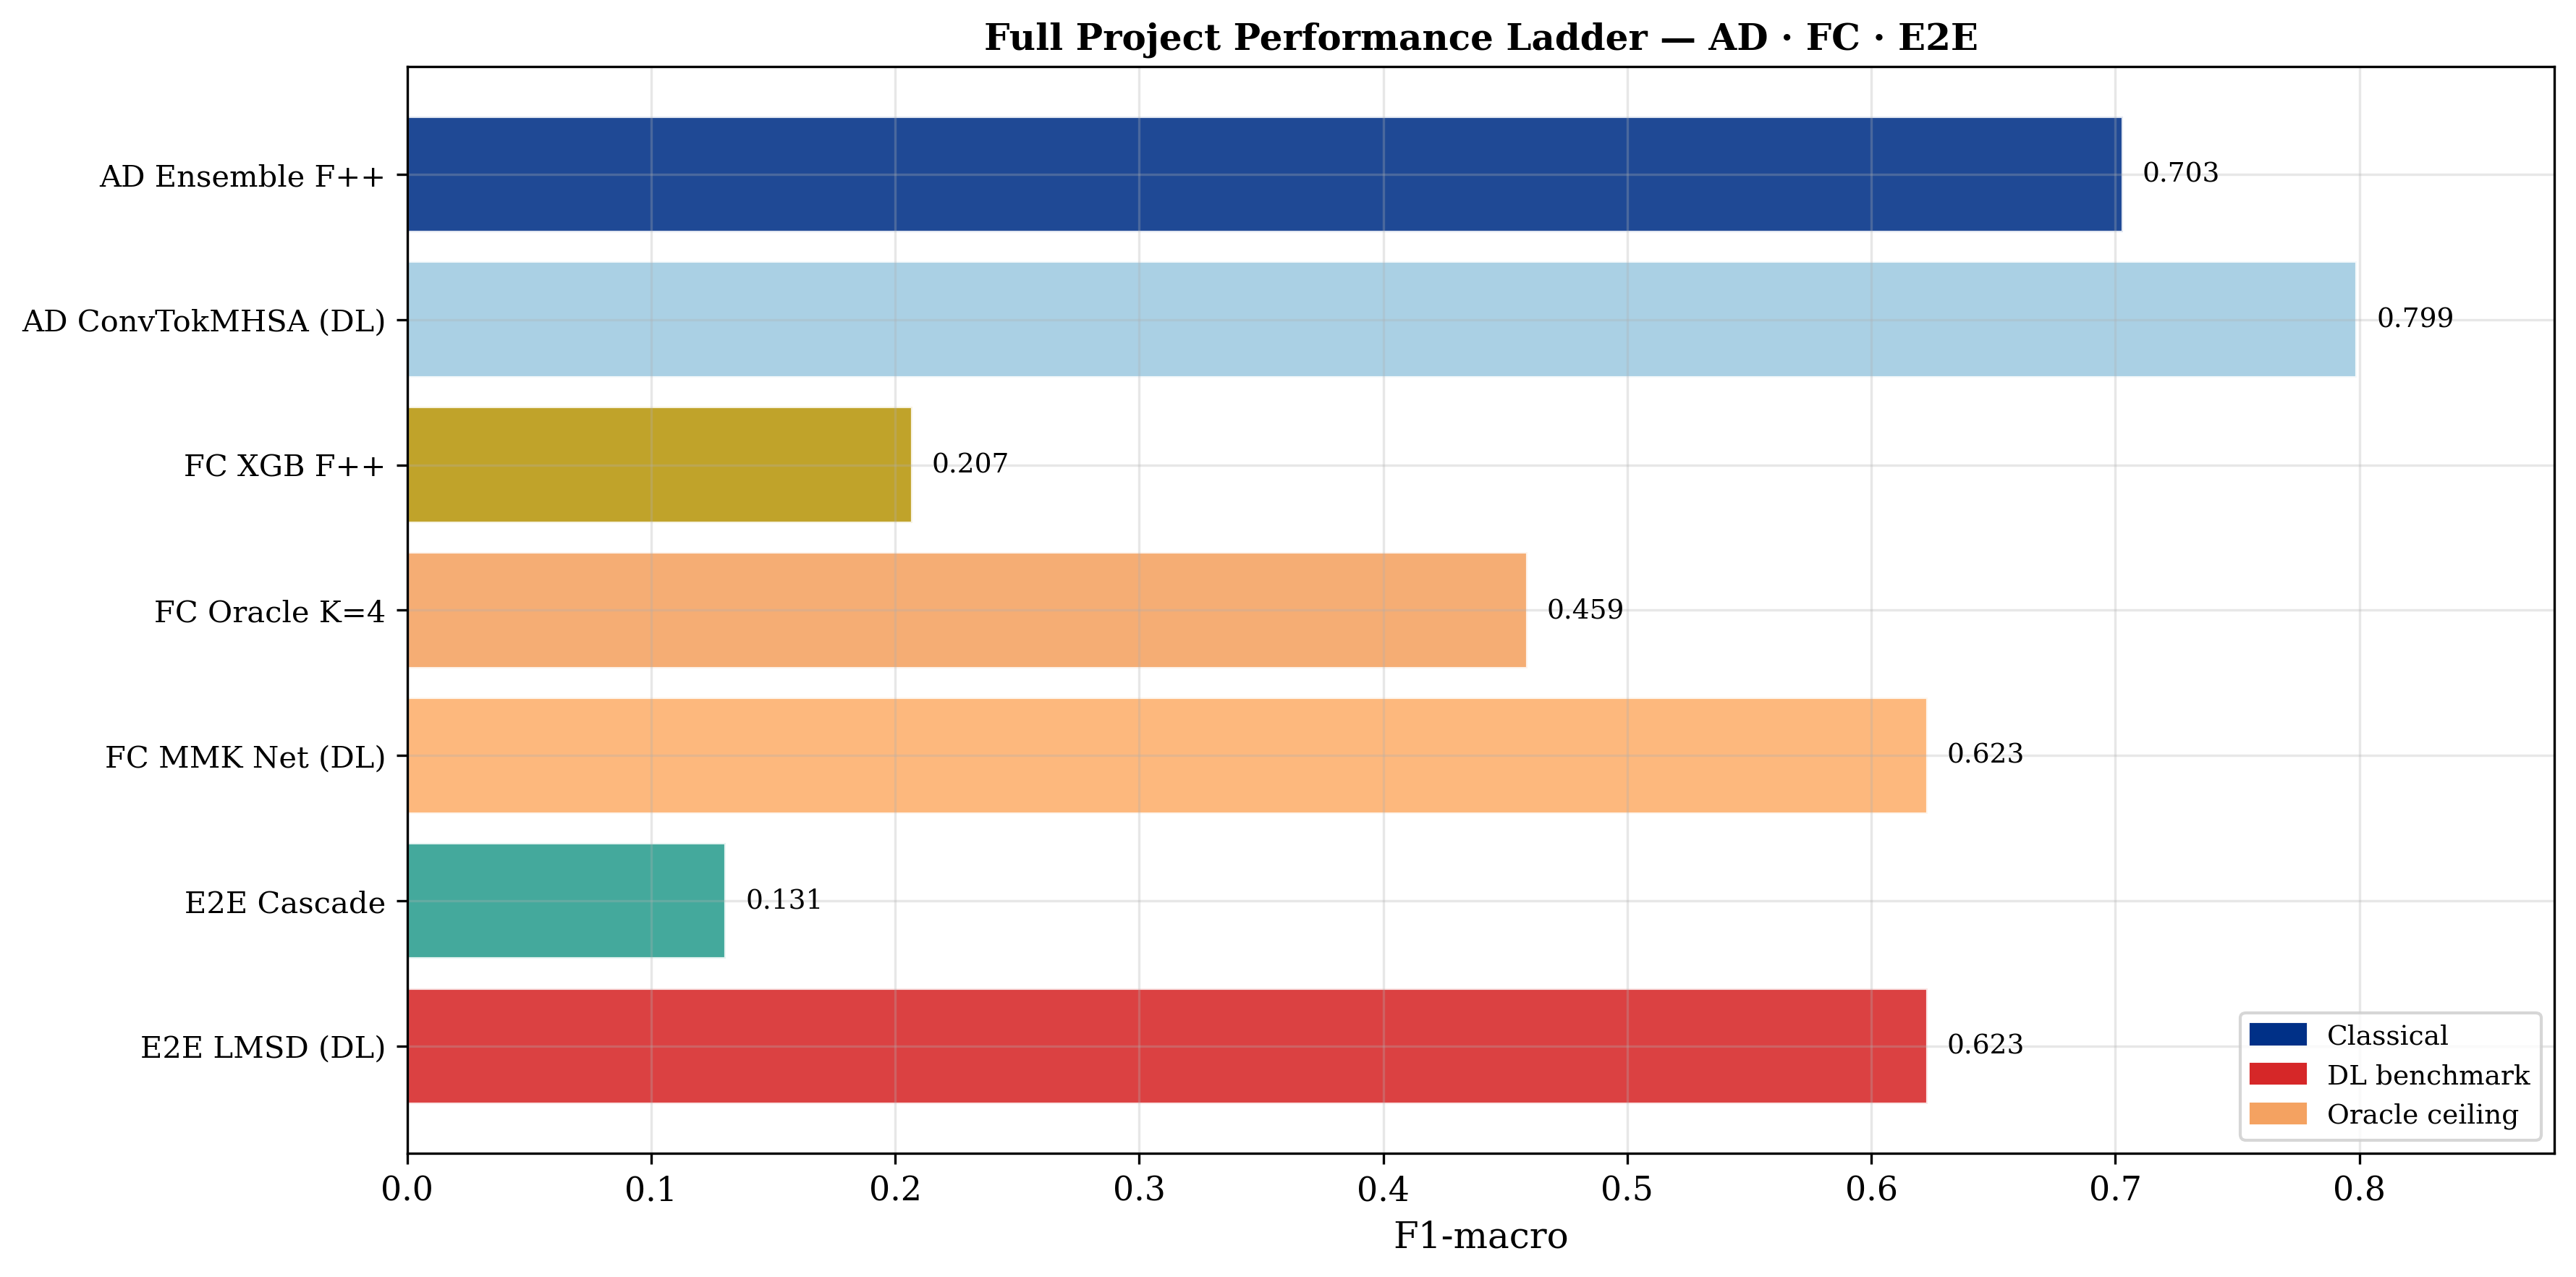 Full Project Performance Ladder — AD · FC · E2E
AD Ensemble F++
0.703
AD ConvTokMHSA (DL)
0.799
FC XGB F++
0.207
FC Oracle K=4
0.459
FC MMK Net (DL)
0.623
E2E Cascade
0.131
E2E LMSD (DL)
0.623
Classical
DL benchmark
Oracle ceiling
0.0 0.1 0.2 0.3 0.4 0.5 0.6 0.7 0.8
F1-macro